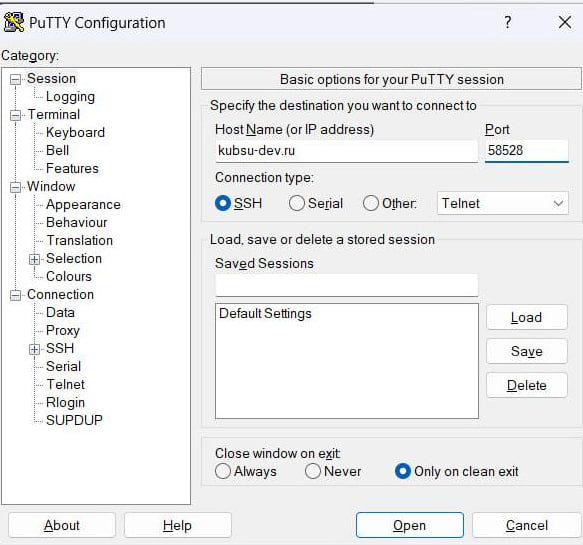 PuTTY Configuration
?
Category:
Session
Logging
Terminal
Keyboard
Bell
Features
Window
Appearance
Behaviour
Translation
Selection
Colours
Connection
Data
Proxy
SSH
Serial
Telnet
Rlogin
SUPDUP
Basic options for your PuTTY session
Specify the destination you want to connect to
Host Name (or IP address) Port
kubsu-dev.ru 58528
Connection type:
SSH Serial Other: Telnet
Load, save or delete a stored session
Saved Sessions
Default Settings
Load
Save
Delete
Close window on exit:
Always Never Only on clean exit
About Help Open Cancel